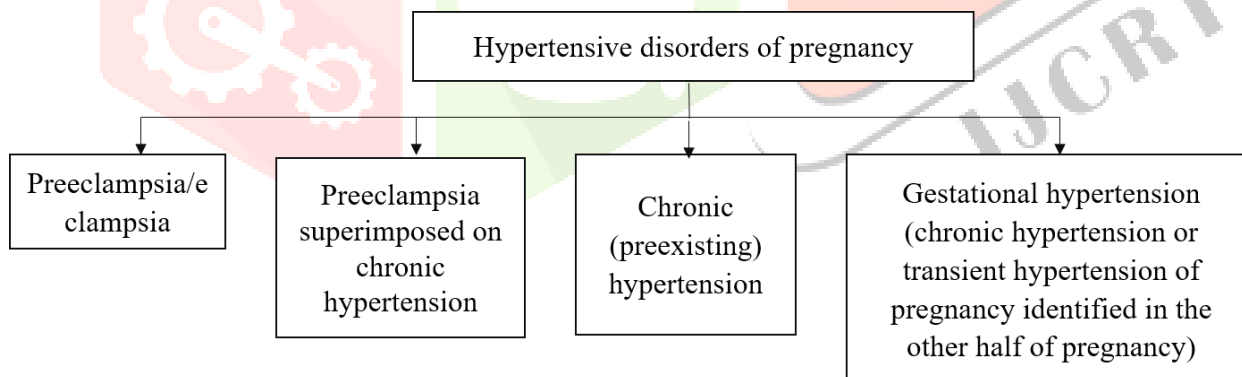 Hypertensive disorders of pregnancy
IJCRT
Preeclampsia/e
clampsia
Preeclampsia
superimposed on
chronic
hypertension
Chronic
(preexisting)
hypertension
Gestational hypertension
(chronic hypertension or
transient hypertension of
pregnancy identified in the
other half of pregnancy)